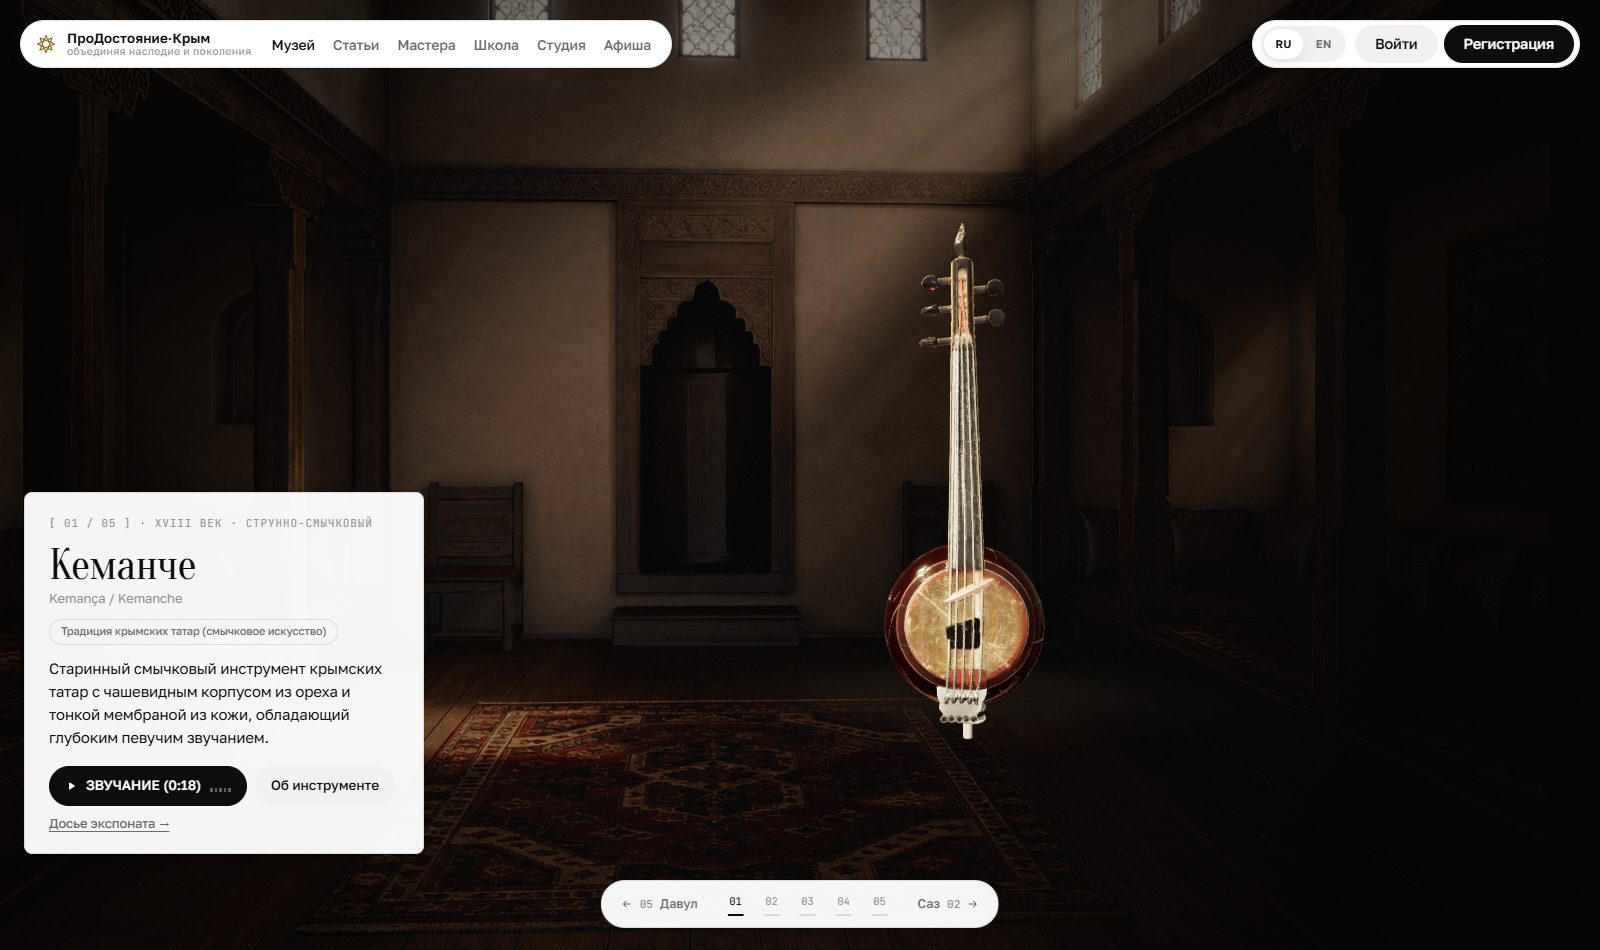 ПроДостояние·Крым
объединяя наследие и поколения
Музей Статьи Мастера Школа Студия Афиша
RU EN Войти Регистрация
[ 01 / 05 ] · XVIII ВЕК · СТРУННО-СМЫЧКОВЫЙ
Кеманче
Kemança / Kemanche
Традиция крымских татар (смычковое искусство)
Старинный смычковый инструмент крымских
татар с чашевидным корпусом из ореха и
тонкой мембраной из кожи, обладающий
глубоким певучим звучанием.
ЗВУЧАНИЕ (0:18) Об инструменте
Досье экспоната →
← 05 Давул 01 02 03 04 05 Саз 02 →